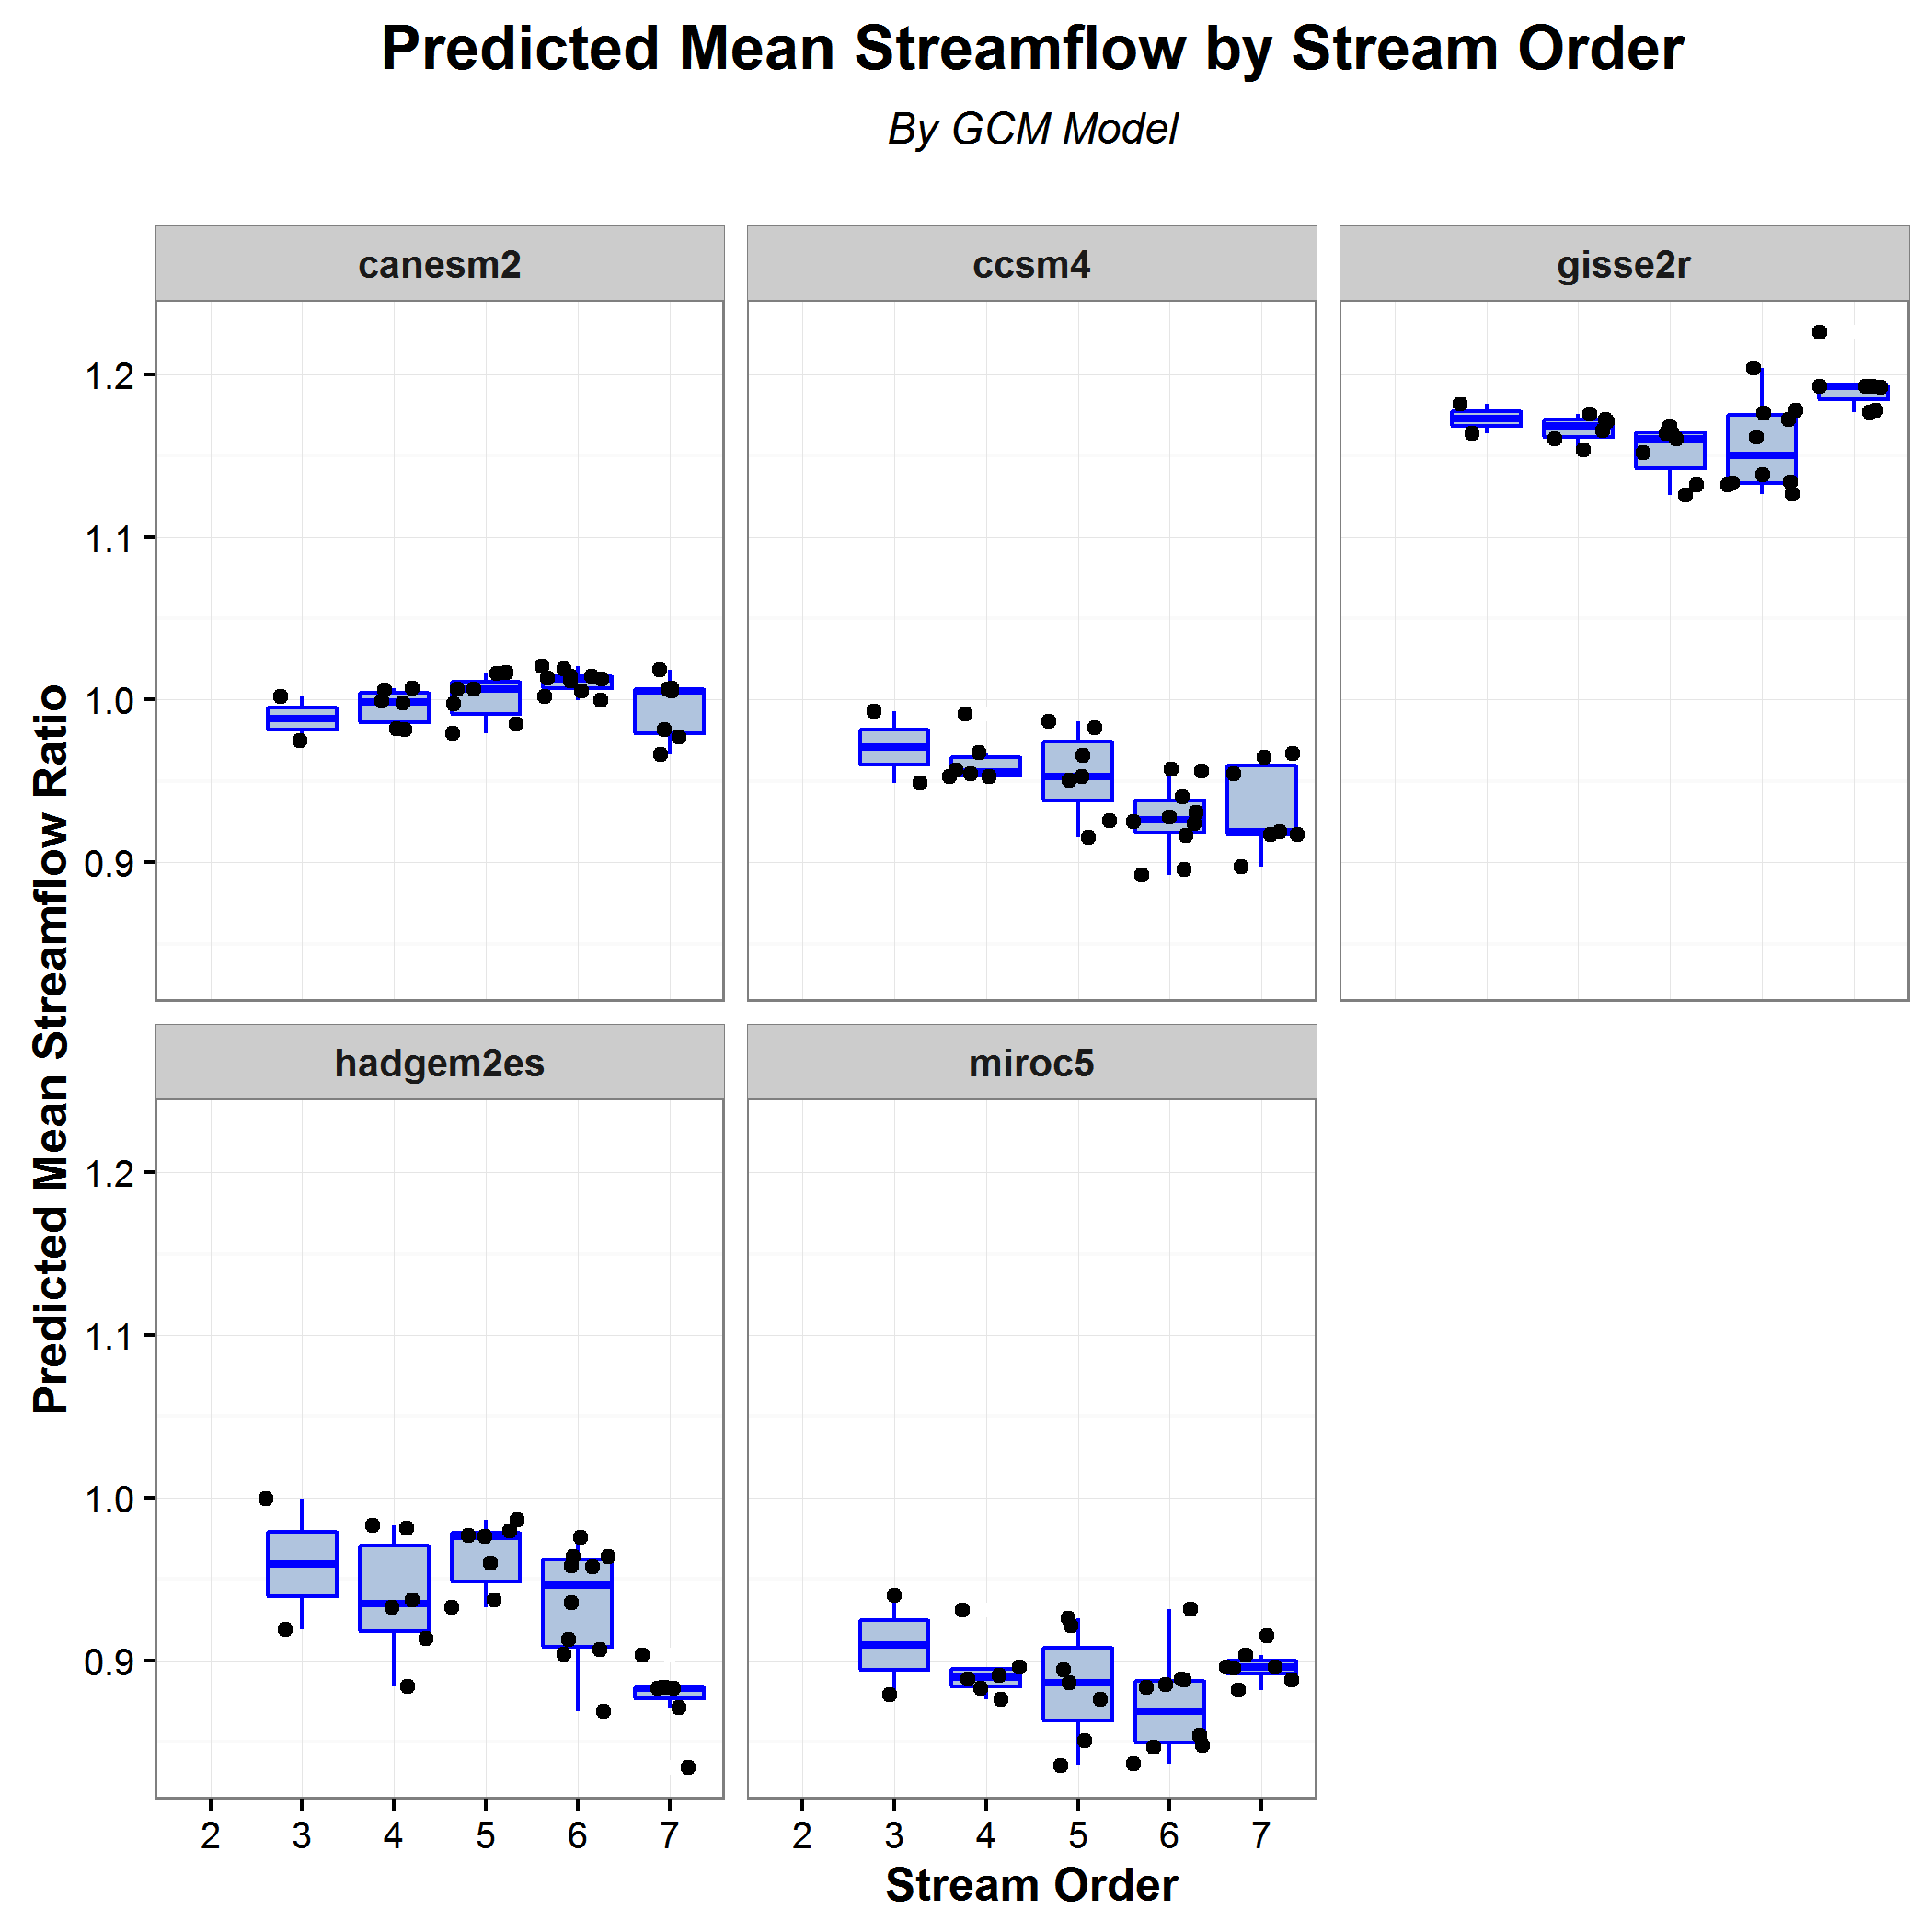 Predicted Mean Streamflow by Stream Order
By GCM Model
canesm2
ccsm4
gisse2r
1.2
1.1
1.0
0.9
Predicted Mean Streamflow Ratio
hadgem2es
miroc5
1.2
1.1
1.0
0.9
2 3 4 5 6 7
2 3 4 5 6 7
Stream Order